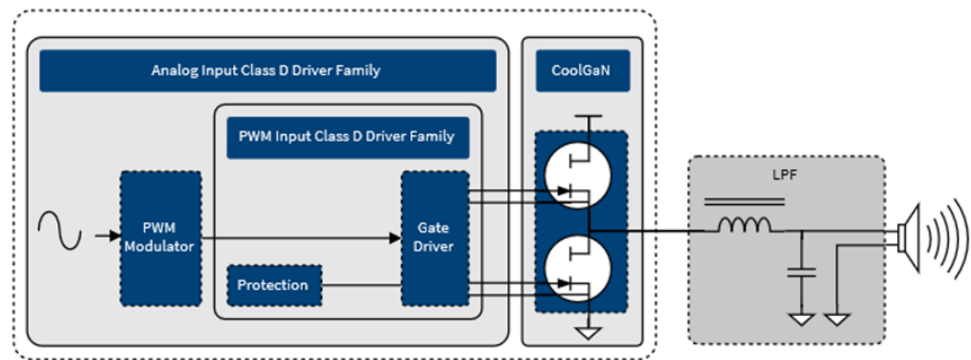 Analog Input Class D Driver Family
CoolGaN
PWM Input Class D Driver Family
LPF
PWM
Modulator
Gate
Driver
Protection